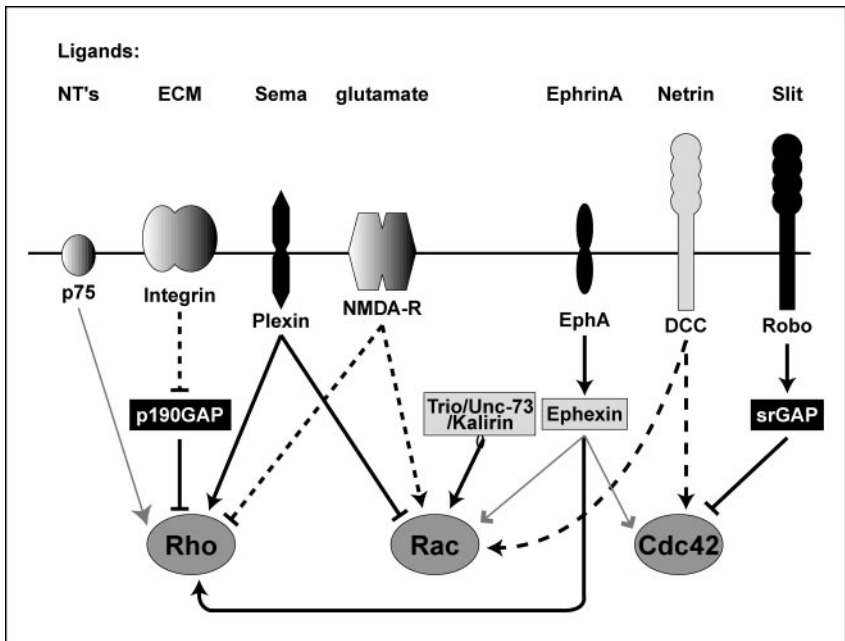 Ligands:
NT's ECM Sema glutamate EphrinA Netrin Slit
p75 Integrin Plexin NMDA-R EphA DCC Robo
p190GAP Trio/Unc-73 Ephexin srGAP
/Kalirin
Rho Rac Cdc42